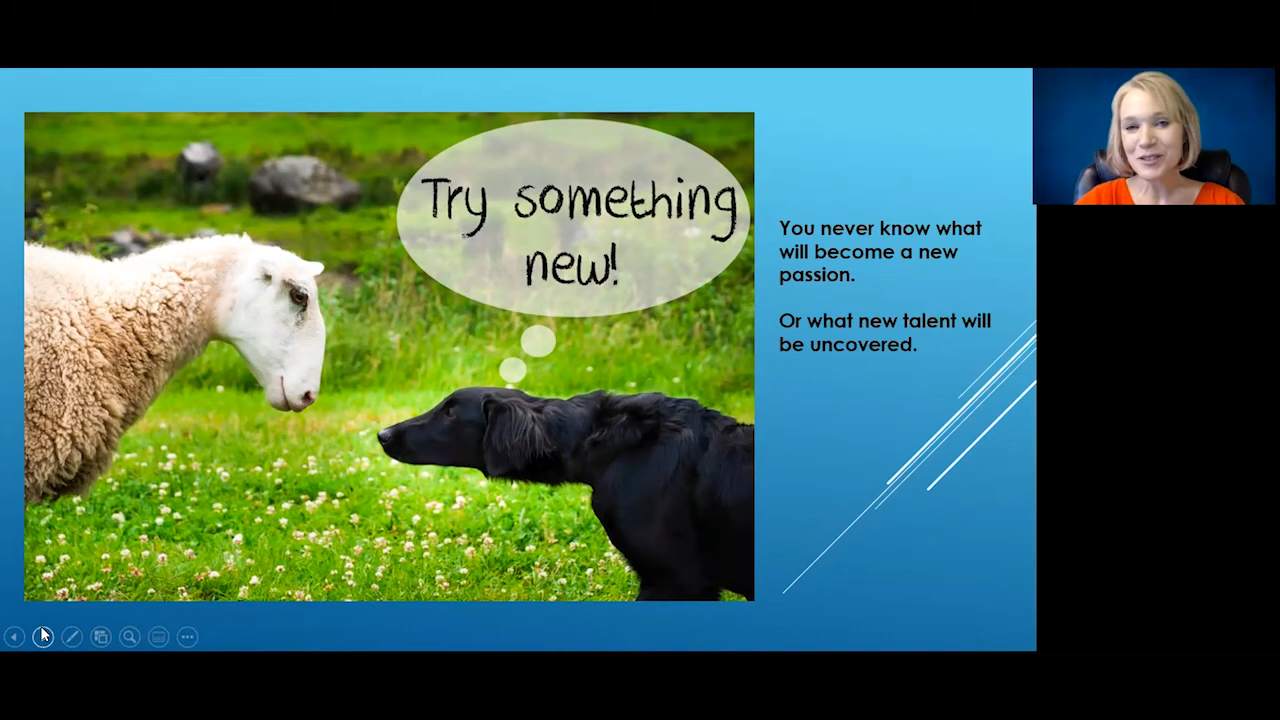 Try something
new!
You never know what
will become a new
passion.
Or what new talent will
be uncovered.